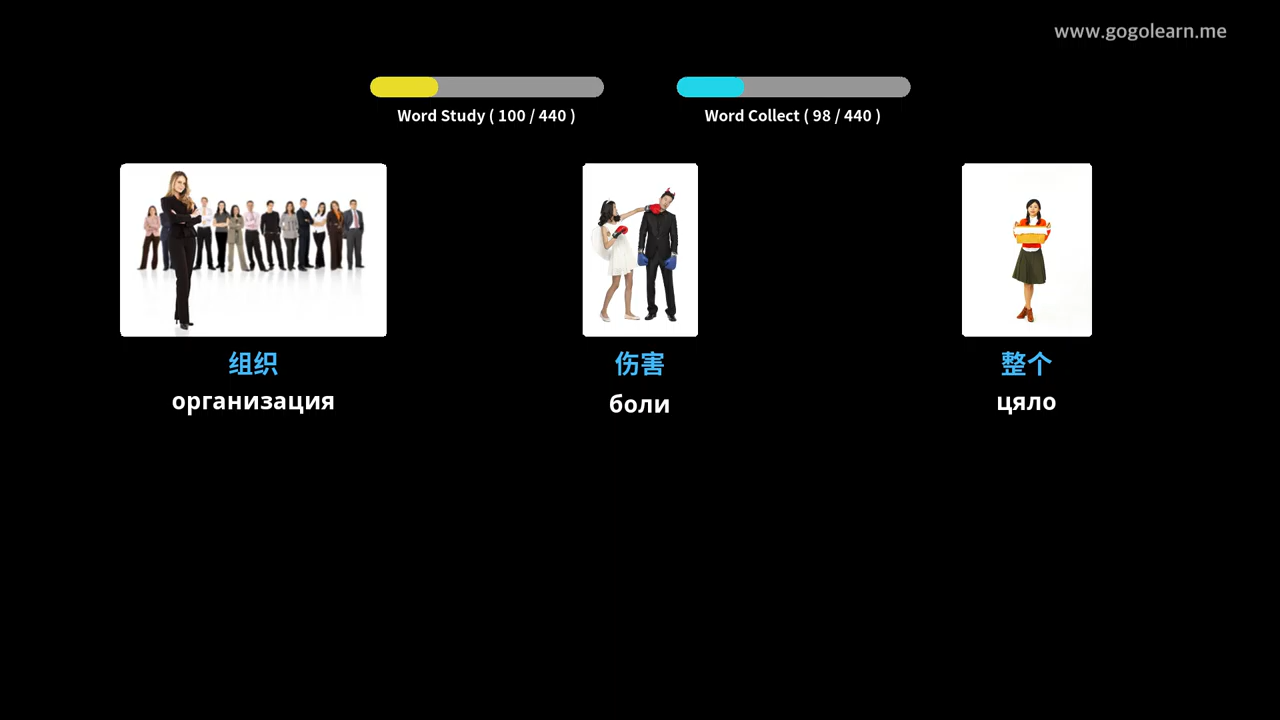 www.gogolearn.me
Word Study ( 100 / 440 )
Word Collect ( 98 / 440 )
组织
伤害
整个
организация
боли
цяло